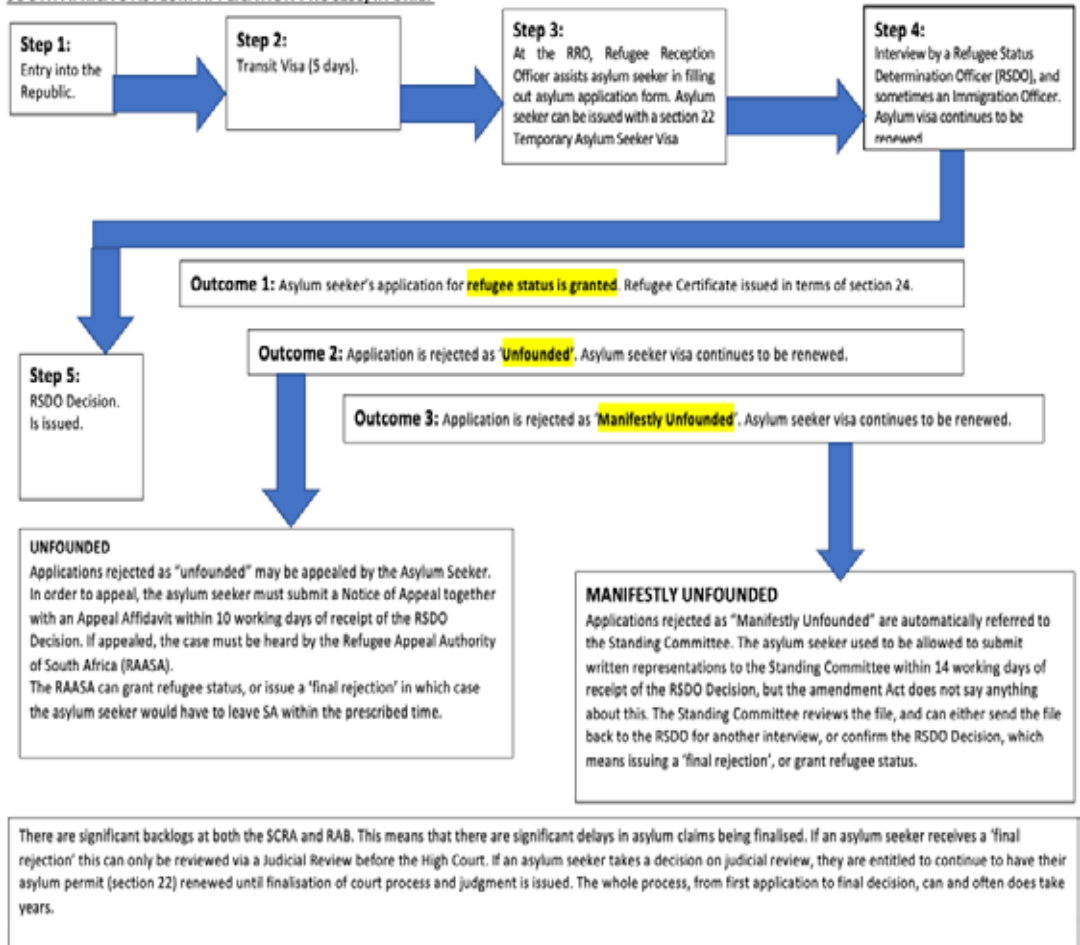 Step 1:
Entry into the
Republic.
Step 2:
Transit Visa (5 days).
Step 3:
At the RRO, Refugee Reception
Officer assists asylum seeker in filling
out asylum application form. Asylum
seeker can be issued with a section 22
Temporary Asylum Seeker Visa
Step 4:
Interview by a Refugee Status
Determination Officer (RSDO), and
sometimes an Immigration Officer.
Asylum visa continues to be
renewed
Outcome 1: Asylum seeker's application for refugee status is granted. Refugee Certificate issued in terms of section 24.
Outcome 2: Application is rejected as 'Unfounded'. Asylum seeker visa continues to be renewed.
Outcome 3: Application is rejected as 'Manifestly Unfounded'. Asylum seeker visa continues to be renewed.
Step 5:
RSDO Decision.
Is issued.
UNFOUNDED
Applications rejected as "unfounded" may be appealed by the Asylum Seeker.
In order to appeal, the asylum seeker must submit a Notice of Appeal together
with an Appeal Affidavit within 10 working days of receipt of the RSDO
Decision. If appealed, the case must be heard by the Refugee Appeal Authority
of South Africa (RAASA).
The RAASA can grant refugee status, or issue a 'final rejection' in which case
the asylum seeker would have to leave SA within the prescribed time.
MANIFESTLY UNFOUNDED
Applications rejected as "Manifestly Unfounded" are automatically referred to
the Standing Committee. The asylum seeker used to be allowed to submit
written representations to the Standing Committee within 14 working days of
receipt of the RSDO Decision, but the amendment Act does not say anything
about this. The Standing Committee reviews the file, and can either send the file
back to the RSDO for another interview, or confirm the RSDO Decision, which
means issuing a 'final rejection', or grant refugee status.
There are significant backlogs at both the SCRA and RAB. This means that there are significant delays in asylum claims being finalised. If an asylum seeker receives a 'final
rejection' this can only be reviewed via a Judicial Review before the High Court. If an asylum seeker takes a decision on judicial review, they are entitled to continue to have their
asylum permit (section 22) renewed until finalisation of court process and judgment is issued. The whole process, from first application to final decision, can and often does take
years.